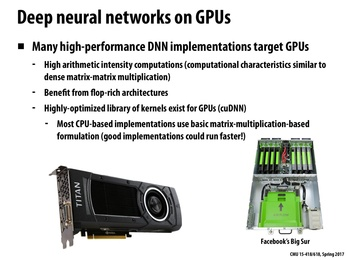 Deep neural networks on GPUs
▪ Many high-performance DNN implementations target GPUs
- High arithmetic intensity computations (computational characteristics similar to
dense matrix-matrix multiplication)
- Benefit from flop-rich architectures
- Highly-optimized library of kernels exist for GPUs (cuDNN)
- Most CPU-based implementations use basic matrix-multiplication-based
formulation (good implementations could run faster!)
TITAN
Facebook's Big Sur
CMU 15-418/618, Spring 2017